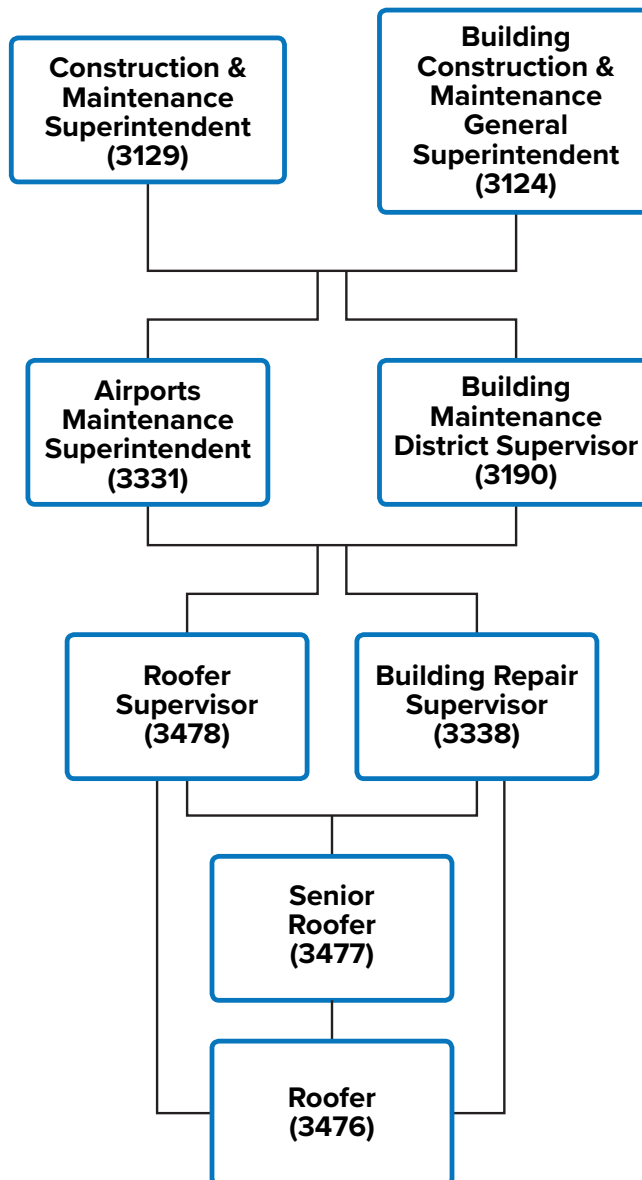 Construction &
Maintenance
Superintendent
(3129)
Building
Construction &
Maintenance
General
Superintendent
(3124)
Airports
Maintenance
Superintendent
(3331)
Building
Maintenance
District Supervisor
(3190)
Roofer
Supervisor
(3478)
Building Repair
Supervisor
(3338)
Senior
Roofer
(3477)
Roofer
(3476)